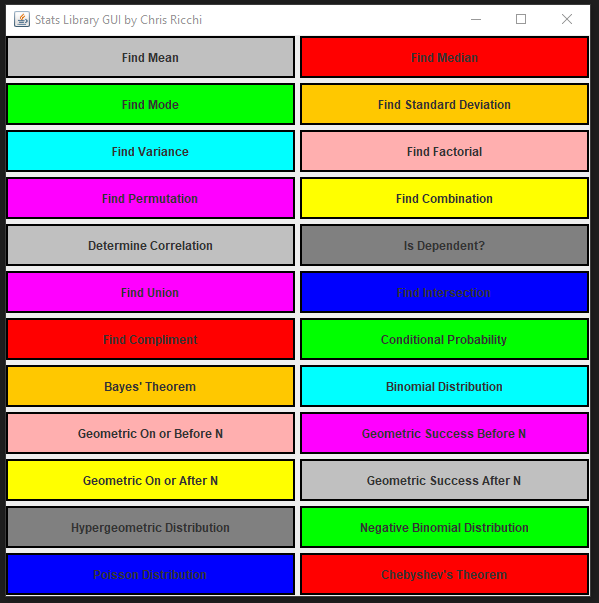 Stats Library GUI by Chris Ricchi
Find Mean
Find Median
Find Mode
Find Standard Deviation
Find Variance
Find Factorial
Find Permutation
Find Combination
Determine Correlation
Is Dependent?
Find Union
Find Intersection
Find Compliment
Conditional Probability
Bayes' Theorem
Binomial Distribution
Geometric On or Before N
Geometric Success Before N
Geometric On or After N
Geometric Success After N
Hypergeometric Distribution
Negative Binomial Distribution
Poisson Distribution
Chebyshev's Theorem